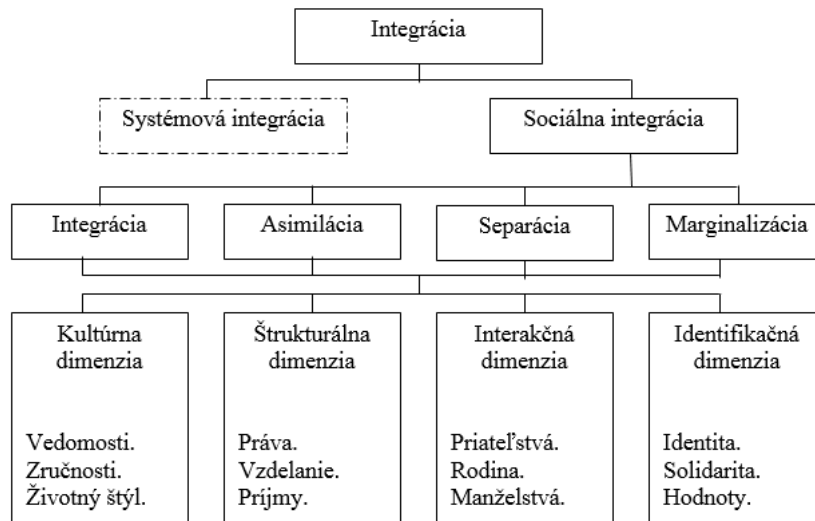 Integrácia
Systémová integrácia
Sociálna integrácia
Integrácia
Asimilácia
Separácia
Marginalizácia
Kultúrna
dimenzia
Vedomosti.
Zručnosti.
Životný štýl.
Štrukturálna
dimenzia
Práva.
Vzdelanie.
Príjmy.
Interakčná
dimenzia
Priateľstvá.
Rodina.
Manželstvá.
Identifikačná
dimenzia
Identita.
Solidarita.
Hodnoty.